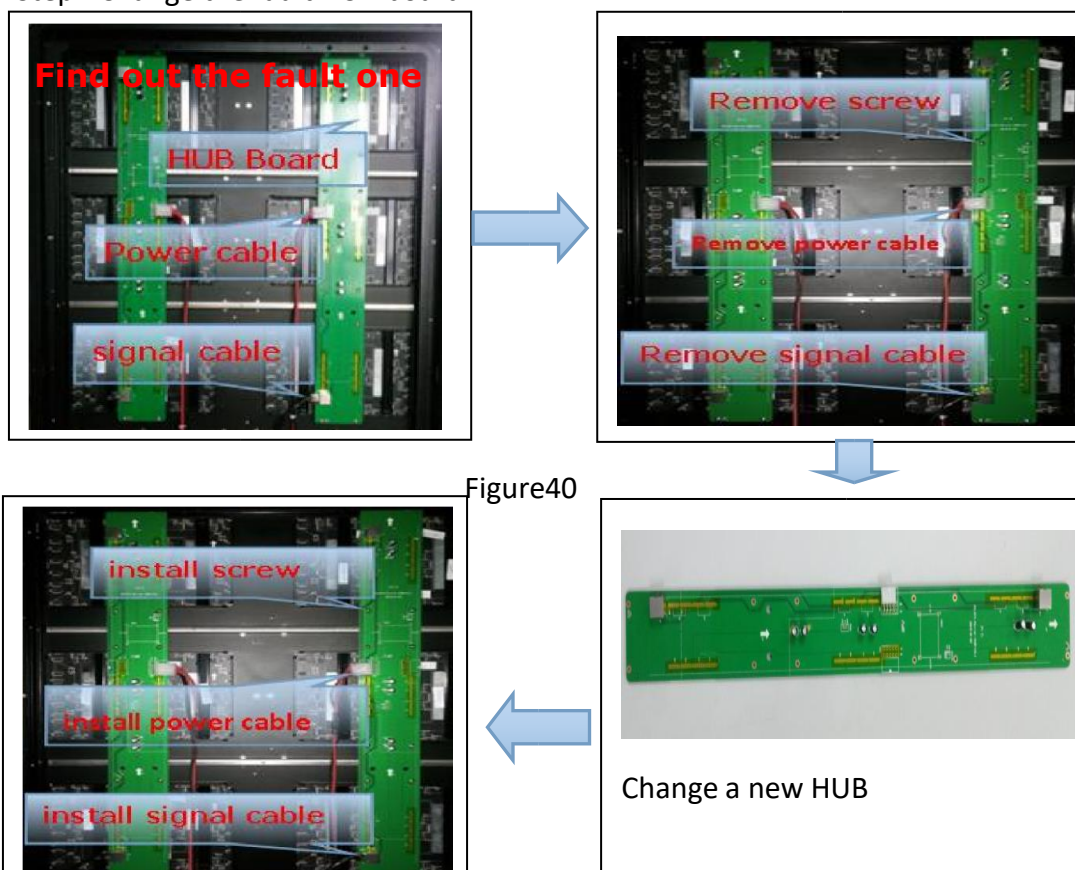 Find out the fault one
HUB Board
Power cable
signal cable
Remove screw
Remove power cable
Remove signal cable
Figure40
Change a new HUB
install screw
install power cable
install signal cable